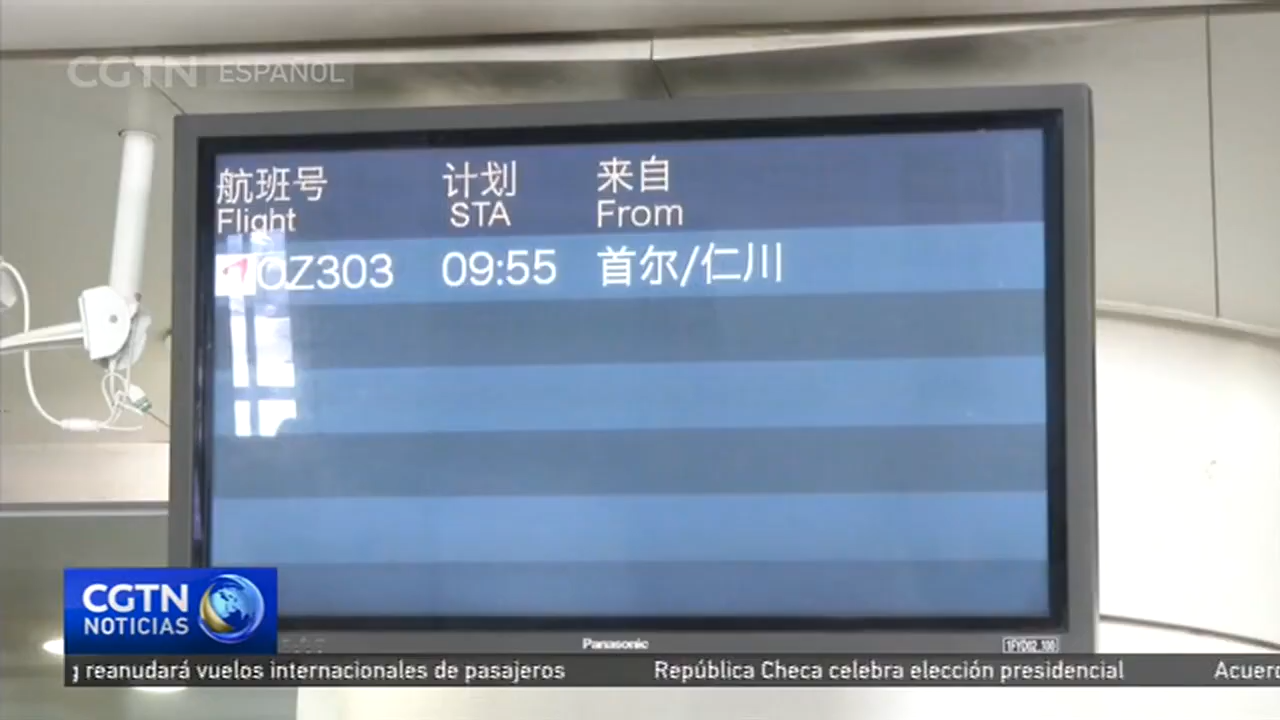 CGTN ESPAÑOL
航班号 计划 来自
Flight STA From
OZ303 09:55 首尔/仁川
Panasonic
CGTN
NOTICIAS
g reanudará vuelos internacionales de pasajeros República Checa celebra elección presidencial Acuerd